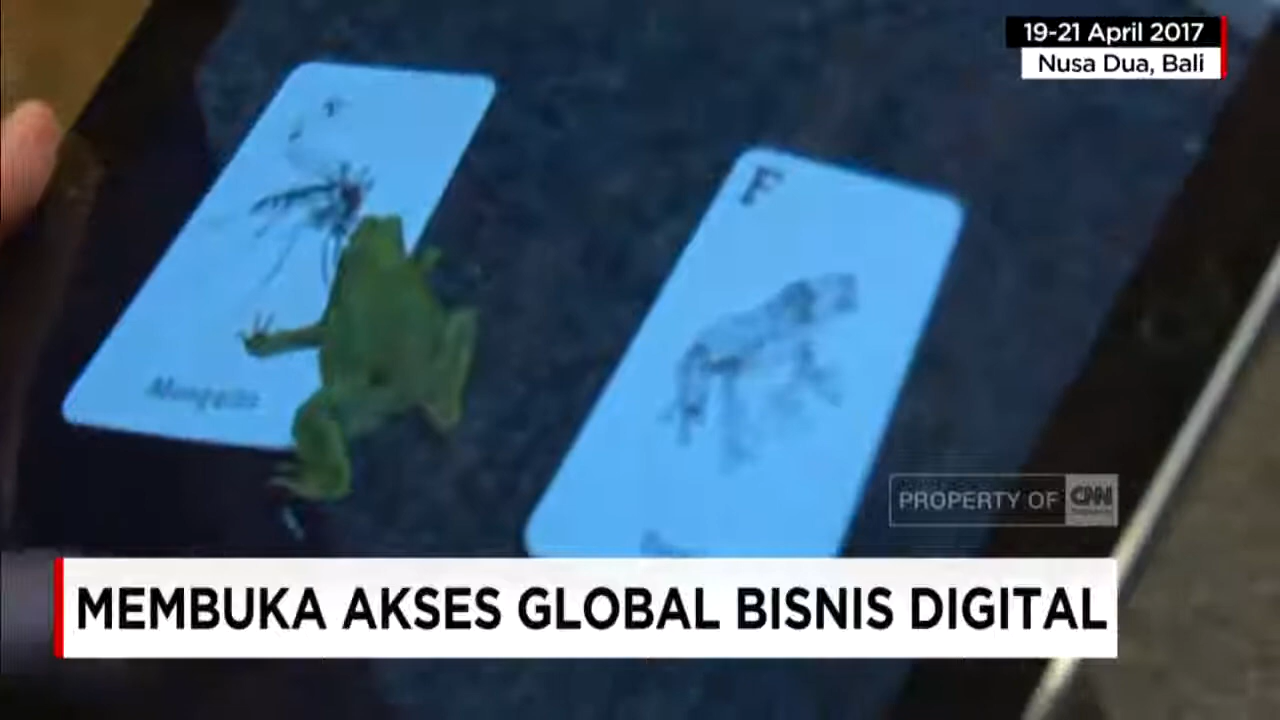 19-21 April 2017
Nusa Dua, Bali
F
PROPERTY OF CNN
MEMBUKA AKSES GLOBAL BISNIS DIGITAL